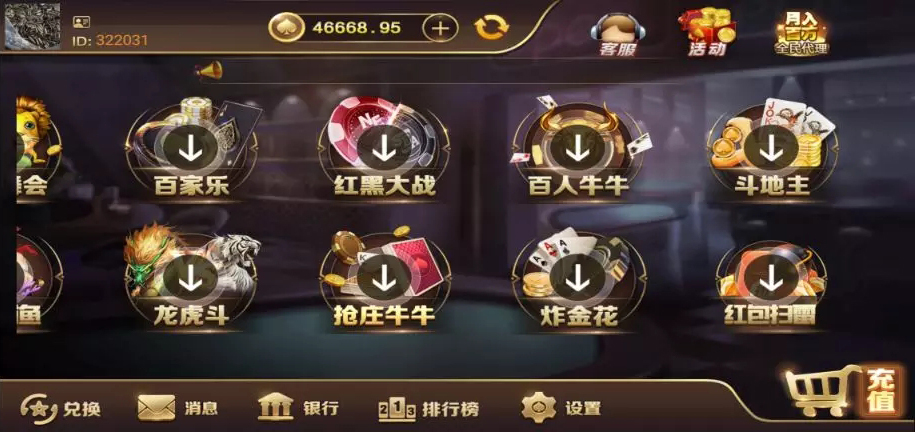 ID: 322031
46668.95
客服
活动
月入
百万
全民代理
百家乐
红黑大战
百人牛牛
斗地主
龙虎斗
抢庄牛牛
炸金花
红包扫雷
兑换
消息
银行
排行榜
设置
充值